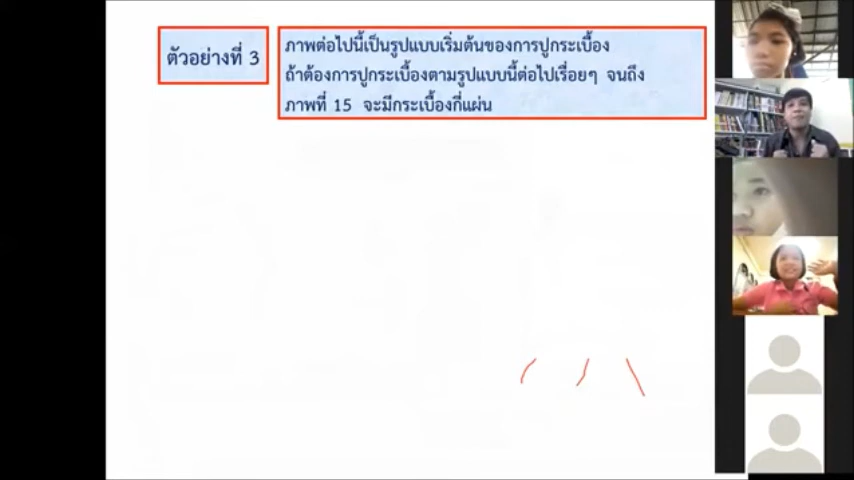 ตัวอย่างที่ 3
ภาพต่อไปนี้เป็นรูปแบบเริ่มต้นของการปูกระเบื้อง
ถ้าต้องการปูกระเบื้องตามรูปแบบนี้ต่อไปเรื่อยๆ จนถึง
ภาพที่ 15 จะมีกระเบื้องกี่แผ่น